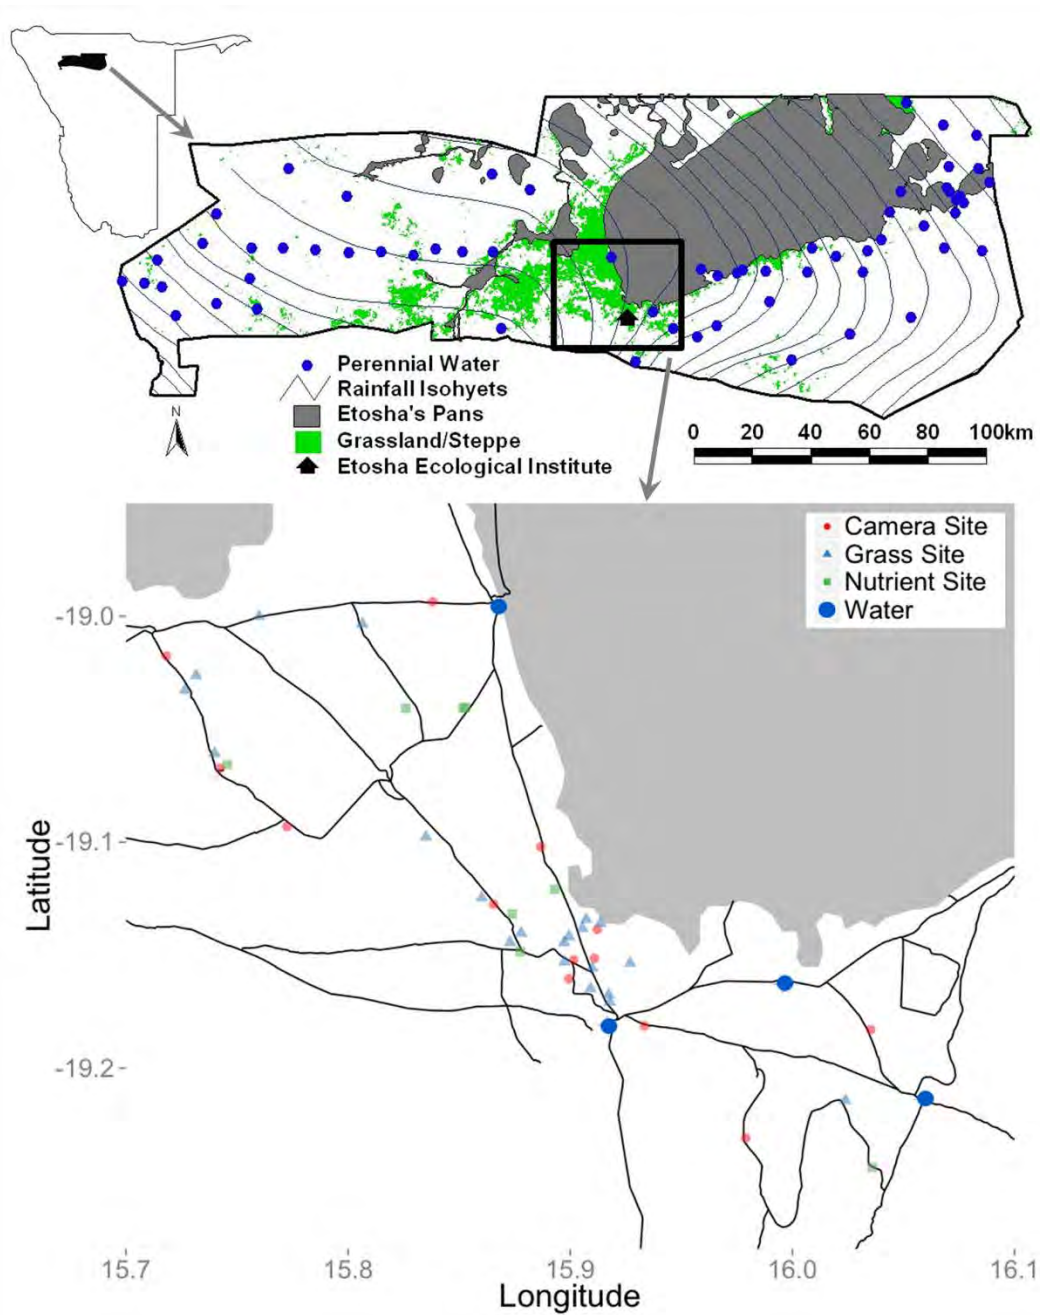 Perennial Water
Rainfall Isohyets
Etosha's Pans
Grassland/Steppe
Etosha Ecological Institute
N
0 20 40 60 80 100km
Camera Site
Grass Site
Nutrient Site
Water
-19.0
-19.1
-19.2
Latitude
15.7 15.8 15.9 16.0 16.1
Longitude